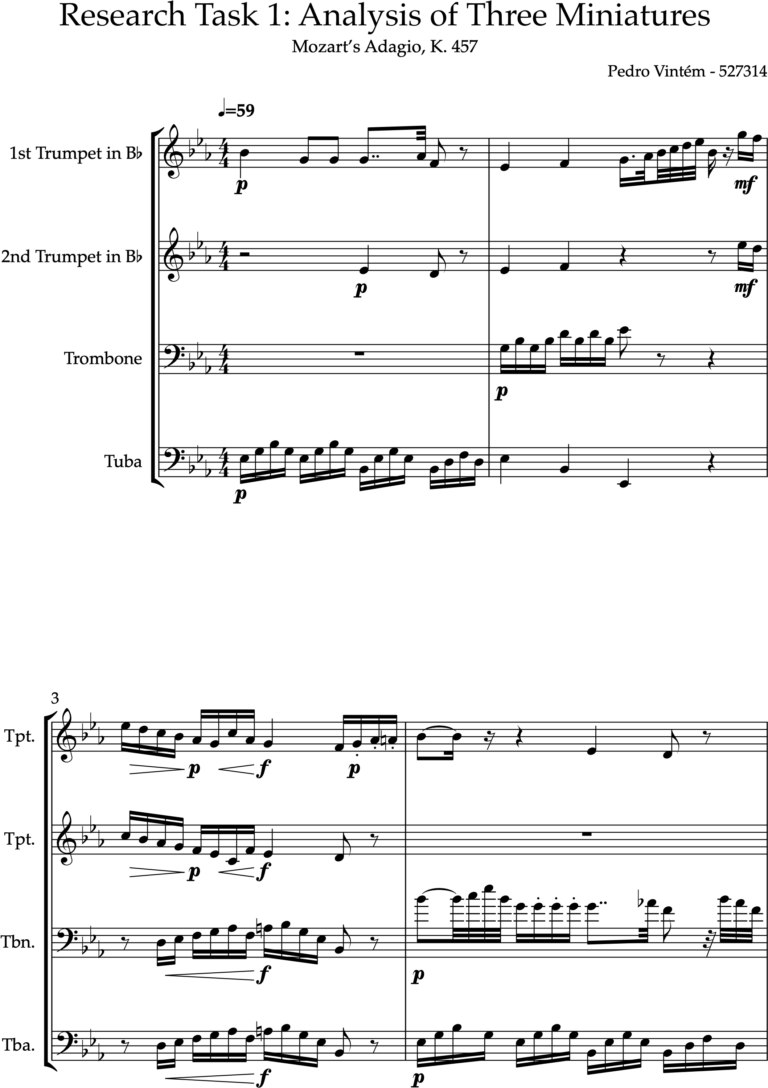 Research Task 1: Analysis of Three Miniatures
Mozart's Adagio, K. 457
Pedro Vintém - 527314
♩=59
1st Trumpet in B♭
p
mf
2nd Trumpet in B♭
p
mf
Trombone
p
Tuba
p
3
Tpt.
p f p
Tpt.
p f
Tbn.
f p
Tba.
f p